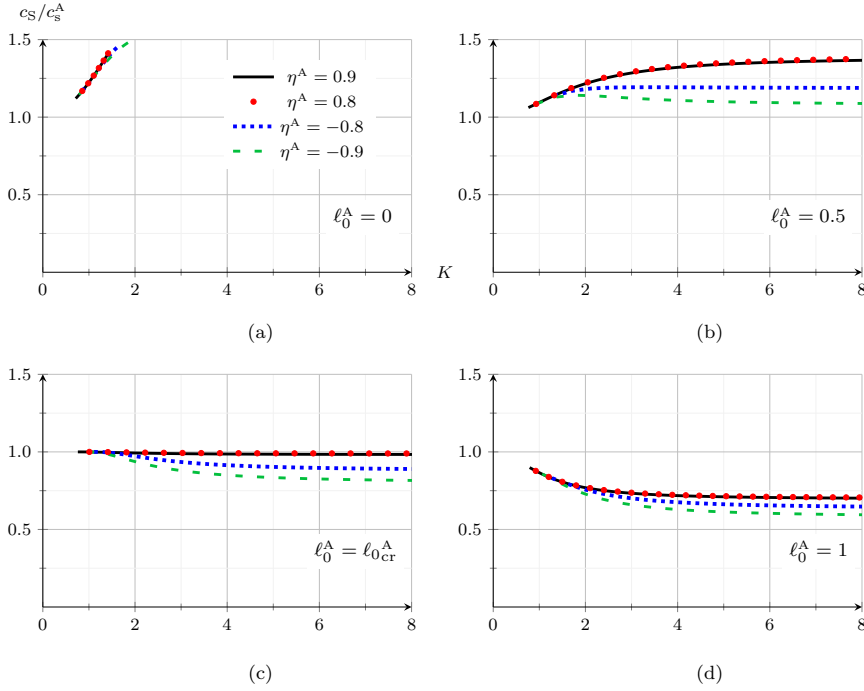 c_S/c_s^A
1.5
1.0
0.5
0 2 4 6 8
K
η^A = 0.9
η^A = 0.8
η^A = −0.8
η^A = −0.9
ℓ_0^A = 0
(a)
1.5
1.0
0.5
0 2 4 6 8
ℓ_0^A = 0.5
(b)
1.5
1.0
0.5
0 2 4 6 8
ℓ_0^A = ℓ_0cr^A
(c)
1.5
1.0
0.5
0 2 4 6 8
ℓ_0^A = 1
(d)